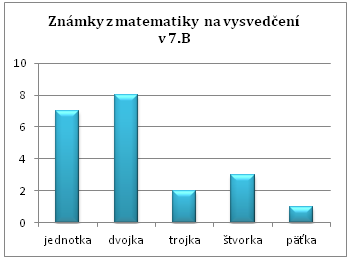 Známky z matematiky na vysvedčení
v 7.B
10
8
6
4
2
0
jednotka dvojka trojka štvorka päťka